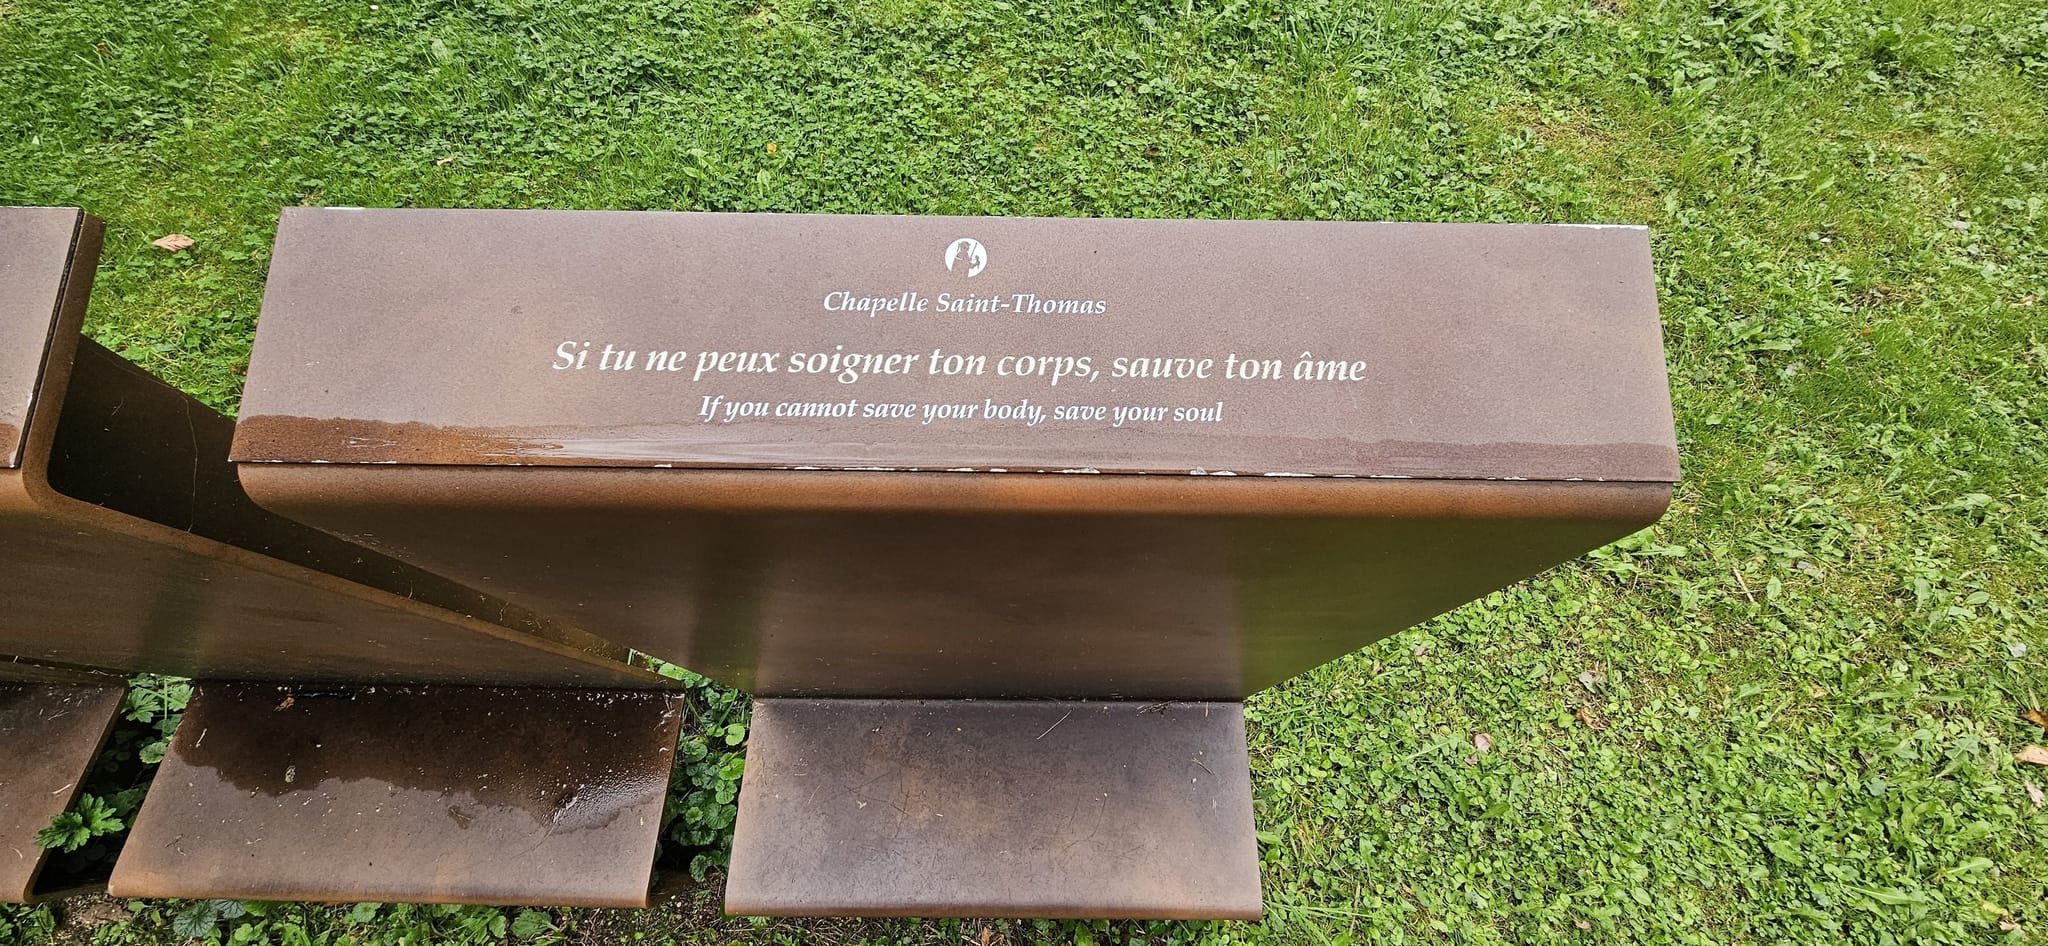 Chapelle Saint-Thomas
Si tu ne peux soigner ton corps, sauve ton âme
If you cannot save your body, save your soul